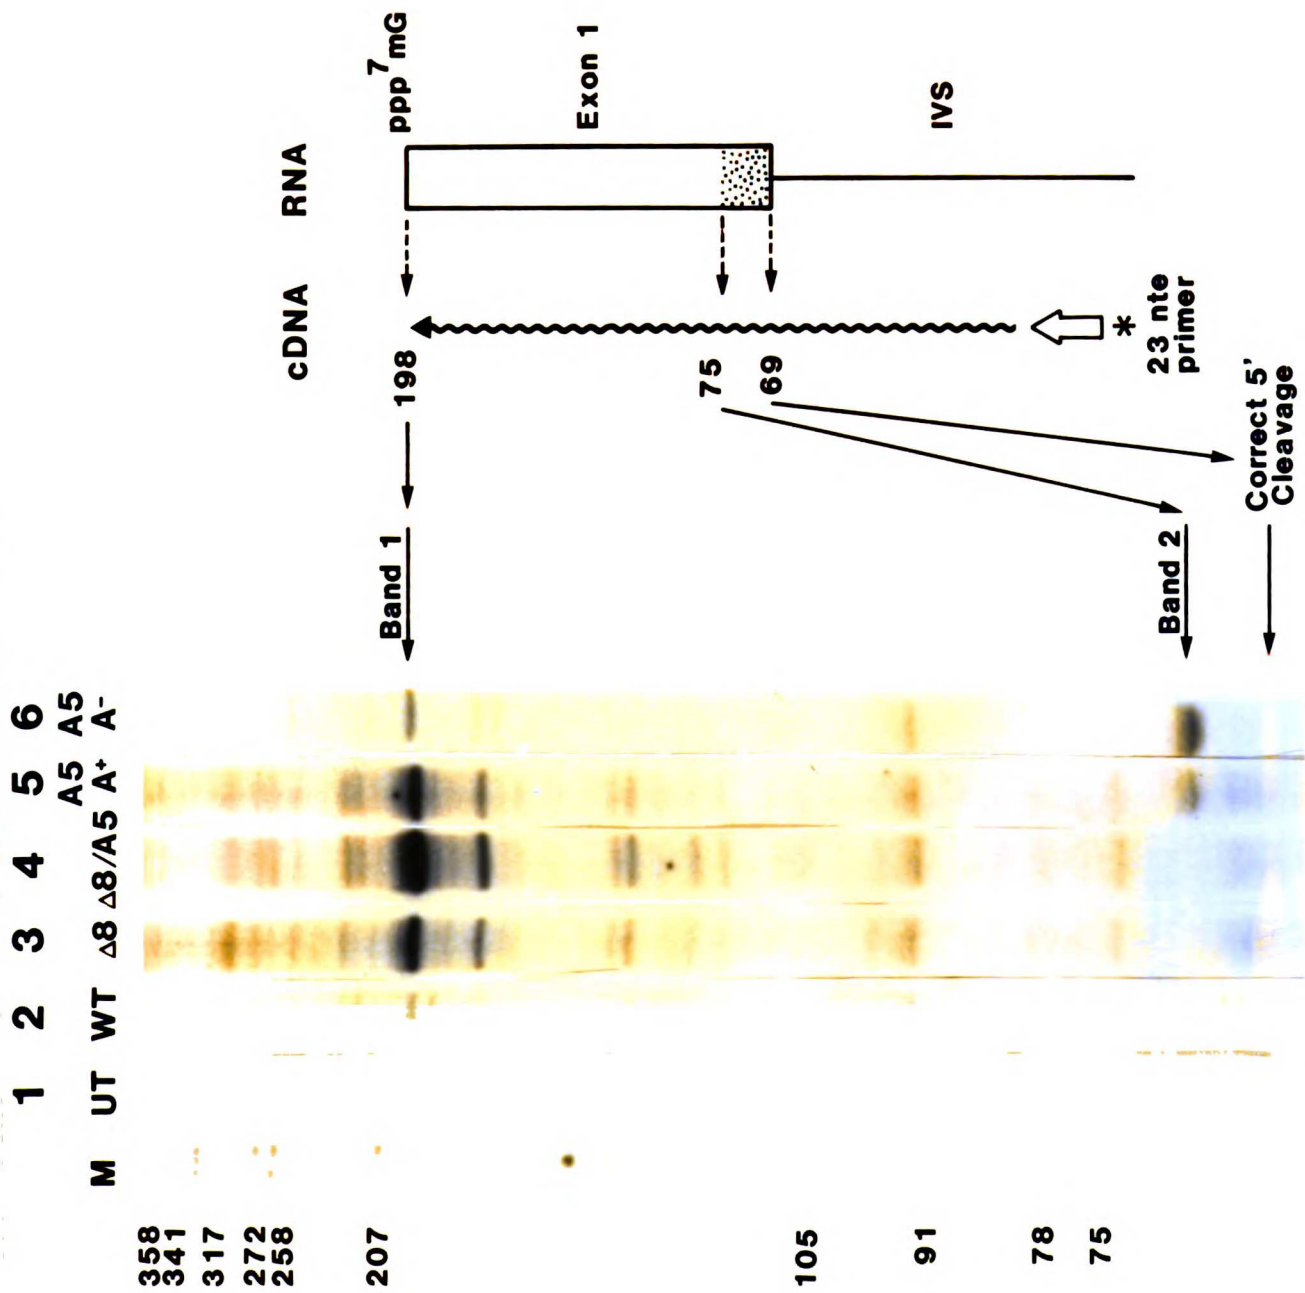 1 2 3 4 5 6
M UT WT Δ8 Δ8/A5 A5 A5
A+ A-
358
341
317
272
258
207
105
91
78
75
Band 1
Band 2
Correct 5'
Cleavage
cDNA RNA
198
75
69
*
23 nte
primer
ppp7mG
Exon 1
IVS